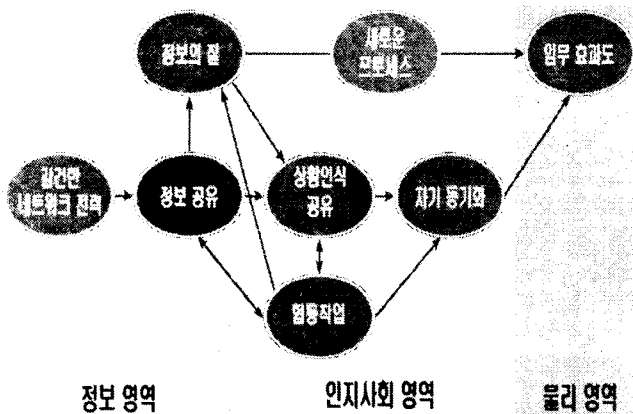 정보의 질
새로운
프로세스
임무 효과도
견고한
네트워크 전력
정보 공유
상황인식
공유
자기 동기화
협동작업
정보 영역
인지사회 영역
물리 영역